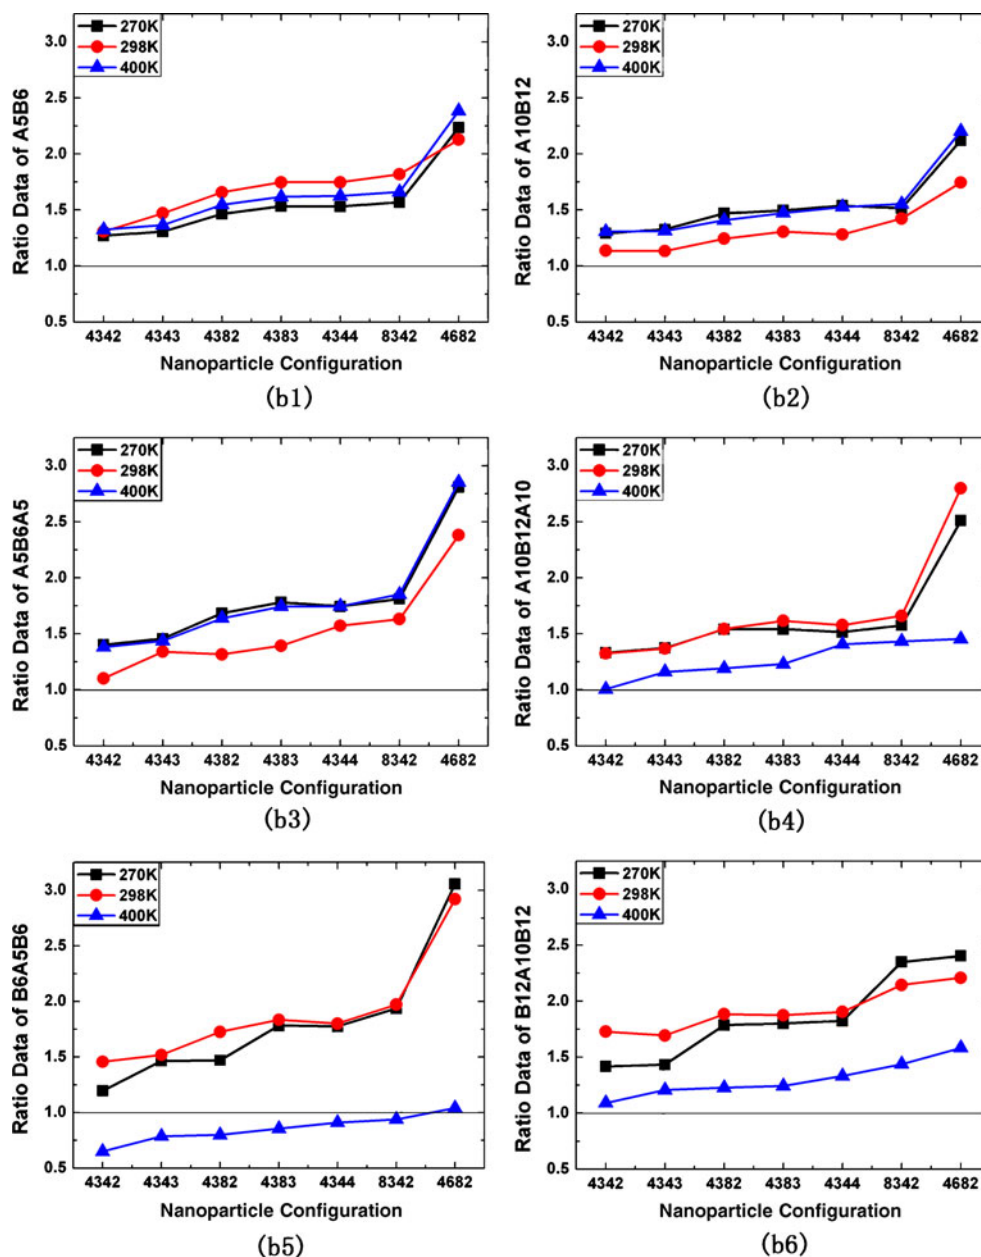 270K
298K
400K
3.0
2.5
2.0
1.5
1.0
0.5
Ratio Data of A5B6
4342 4343 4382 4383 4344 8342 4682
Nanoparticle Configuration
(b1)
270K
298K
400K
3.0
2.5
2.0
1.5
1.0
0.5
Ratio Data of A10B12
4342 4343 4382 4383 4344 8342 4682
Nanoparticle Configuration
(b2)
270K
298K
400K
3.0
2.5
2.0
1.5
1.0
0.5
Ratio Data of A5B6A5
4342 4343 4382 4383 4344 8342 4682
Nanoparticle Configuration
(b3)
270K
298K
400K
3.0
2.5
2.0
1.5
1.0
0.5
Ratio Data of A10B12A10
4342 4343 4382 4383 4344 8342 4682
Nanoparticle Configuration
(b4)
270K
298K
400K
3.0
2.5
2.0
1.5
1.0
0.5
Ratio Data of B6A5B6
4342 4343 4382 4383 4344 8342 4682
Nanoparticle Configuration
(b5)
270K
298K
400K
3.0
2.5
2.0
1.5
1.0
0.5
Ratio Data of B12A10B12
4342 4343 4382 4383 4344 8342 4682
Nanoparticle Configuration
(b6)